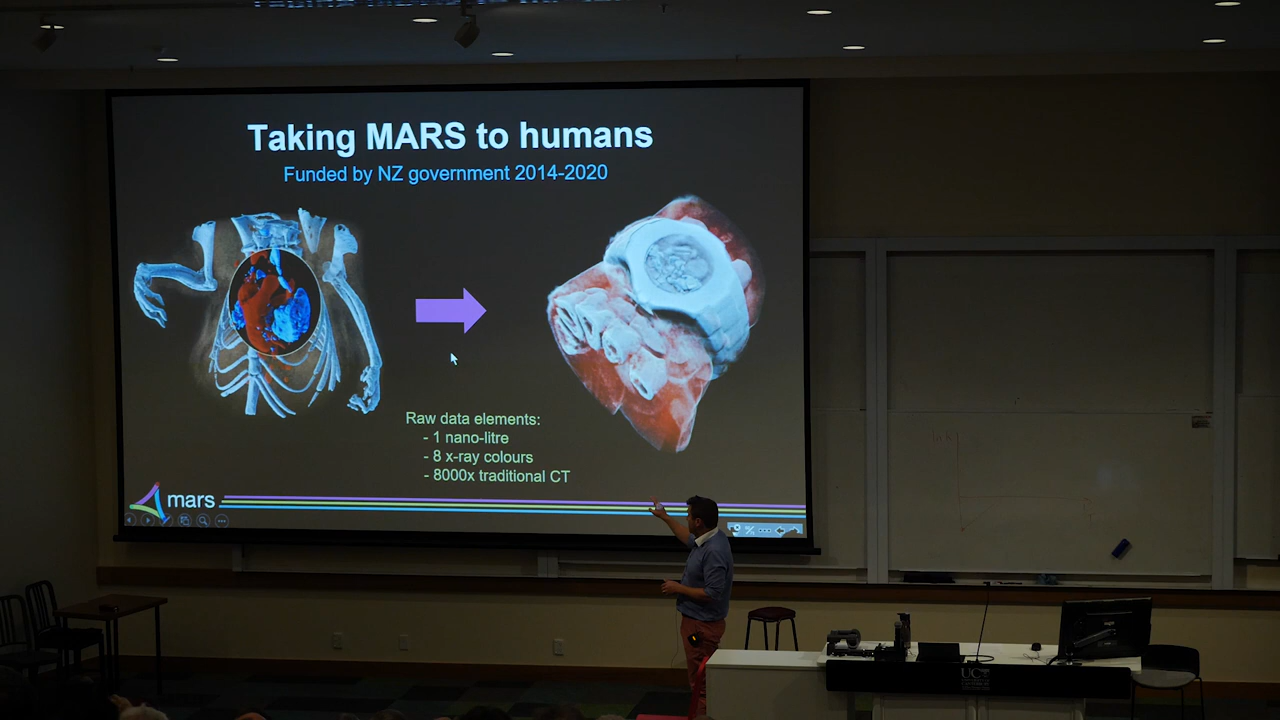 Taking MARS to humans
Funded by NZ government 2014-2020
Raw data elements:
- 1 nano-litre
- 8 x-ray colours
- 8000x traditional CT
mars
UC